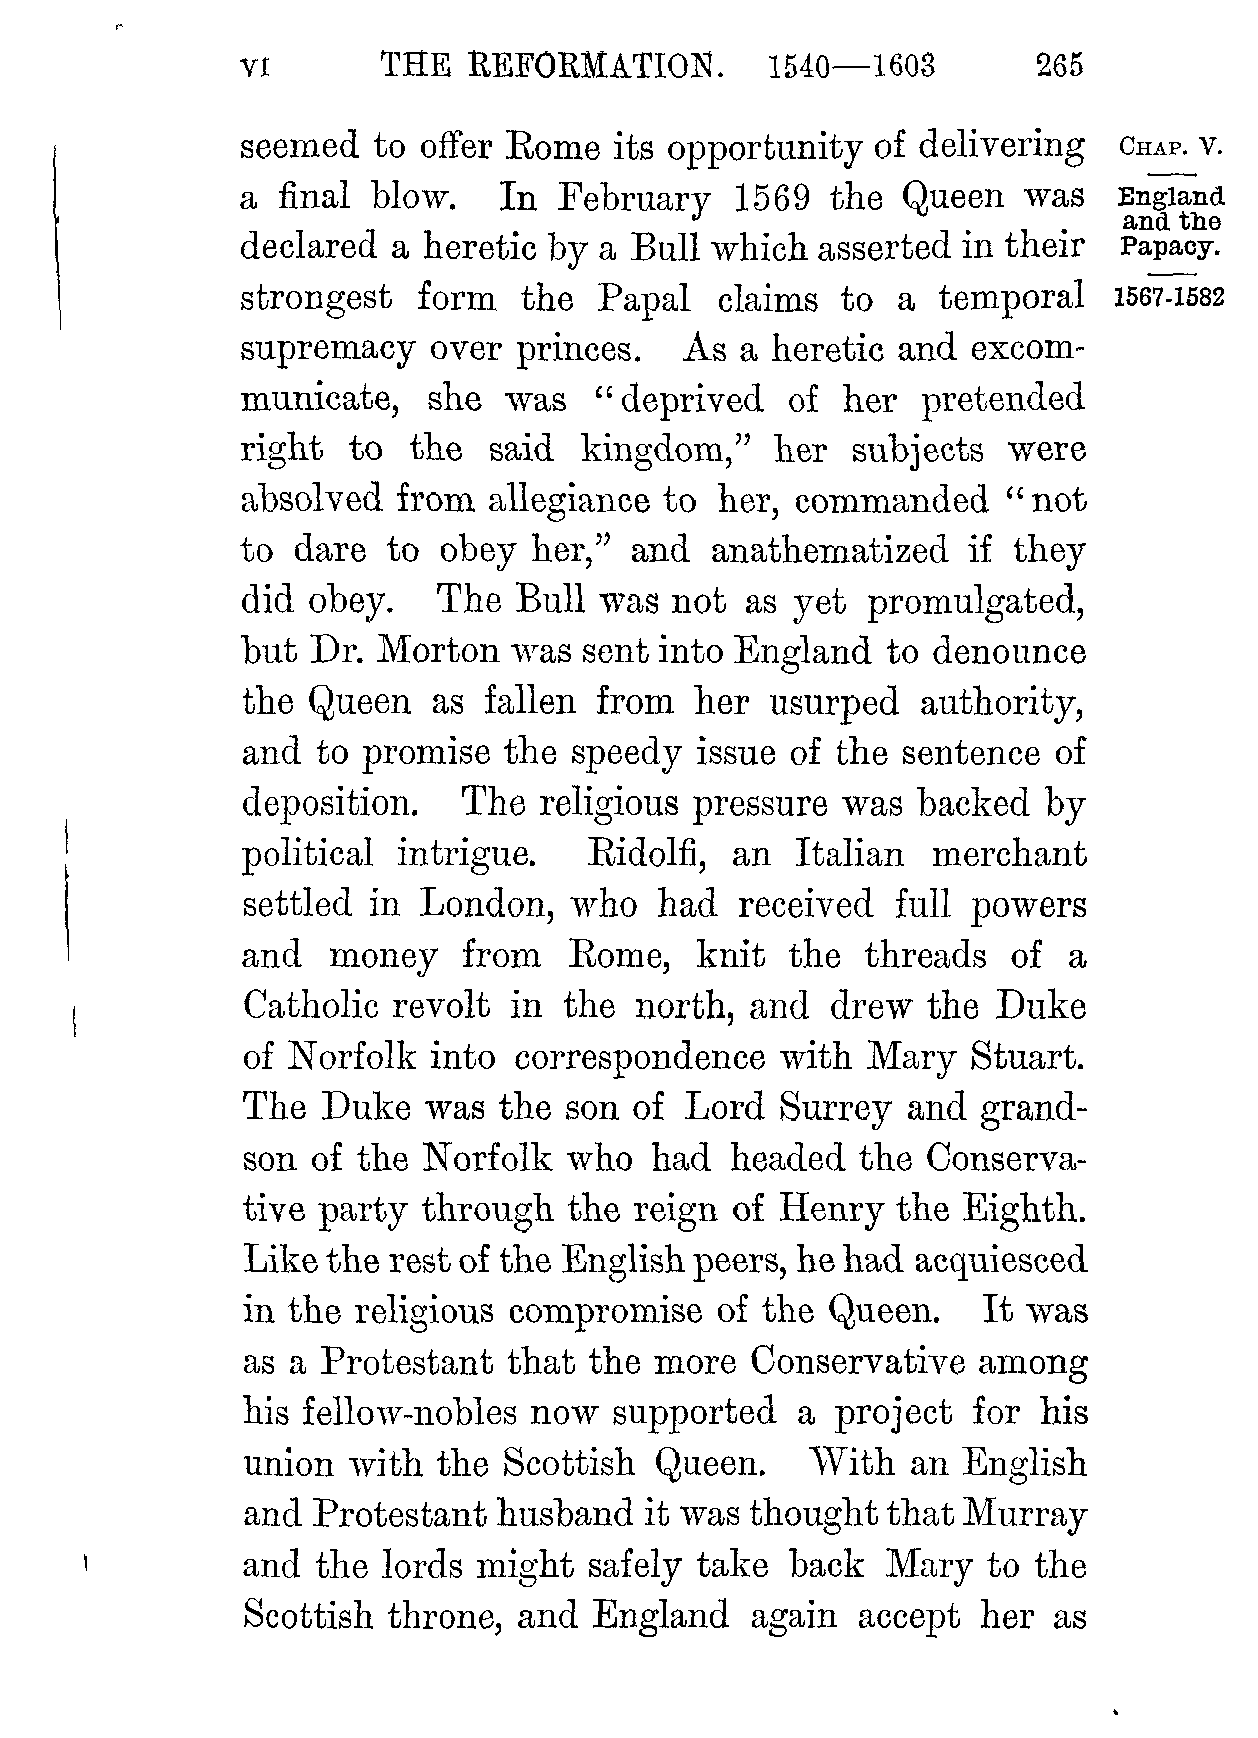 VI THE REFORMATION. 1540—1603 265
seemed to offer Rome its opportunity of delivering
a final blow. In February 1569 the Queen was
declared a heretic by a Bull which asserted in their
strongest form the Papal claims to a temporal
supremacy over princes. As a heretic and excom-
municate, she was “deprived of her pretended
right to the said kingdom,” her subjects were
absolved from allegiance to her, commanded “not
to dare to obey her,” and anathematized if they
did obey. The Bull was not as yet promulgated,
but Dr. Morton was sent into England to denounce
the Queen as fallen from her usurped authority,
and to promise the speedy issue of the sentence of
deposition. The religious pressure was backed by
political intrigue. Ridolfi, an Italian merchant
settled in London, who had received full powers
and money from Rome, knit the threads of a
Catholic revolt in the north, and drew the Duke
of Norfolk into correspondence with Mary Stuart.
The Duke was the son of Lord Surrey and grand-
son of the Norfolk who had headed the Conserva-
tive party through the reign of Henry the Eighth.
Like the rest of the English peers, he had acquiesced
in the religious compromise of the Queen. It was
as a Protestant that the more Conservative among
his fellow-nobles now supported a project for his
union with the Scottish Queen. With an English
and Protestant husband it was thought that Murray
and the lords might safely take back Mary to the
Scottish throne, and England again accept her as
CHAP. V.
England
and the
Papacy.
1567-1582